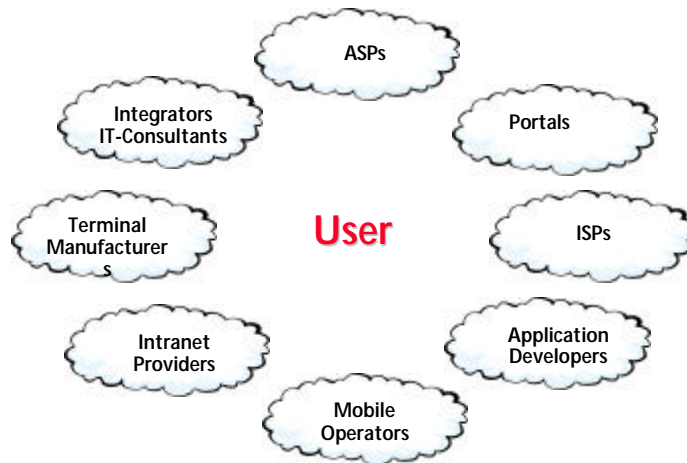 ASPs
Integrators
IT-Consultants
Portals
Terminal
Manufacturer
s
User
ISPs
Intranet
Providers
Application
Developers
Mobile
Operators